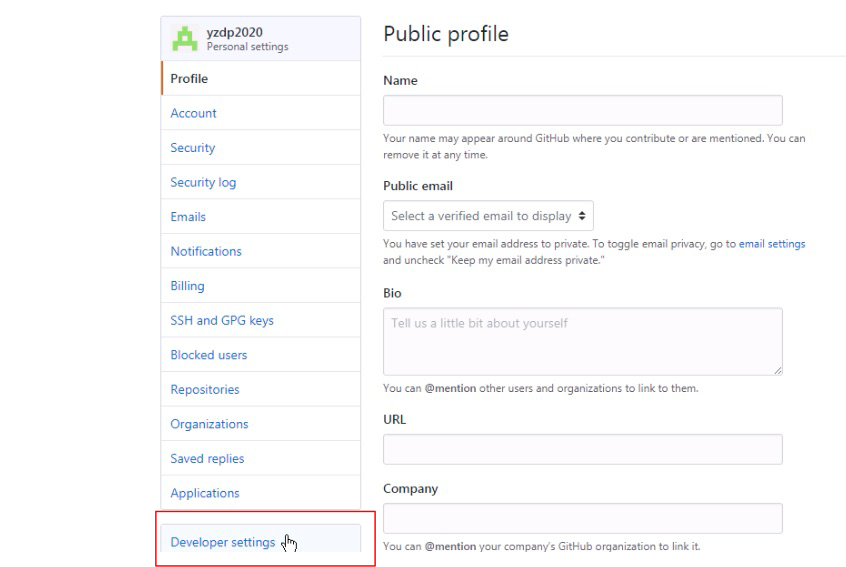 yzdp2020
Personal settings
Profile
Account
Security
Security log
Emails
Notifications
Billing
SSH and GPG keys
Blocked users
Repositories
Organizations
Saved replies
Applications
Developer settings
Public profile
Name
Your name may appear around GitHub where you contribute or are mentioned. You can
remove it at any time.
Public email
Select a verified email to display
You have set your email address to private. To toggle email privacy, go to email settings
and uncheck "Keep my email address private."
Bio
Tell us a little bit about yourself
You can @mention other users and organizations to link to them.
URL
Company
You can @mention your company's GitHub organization to link it.